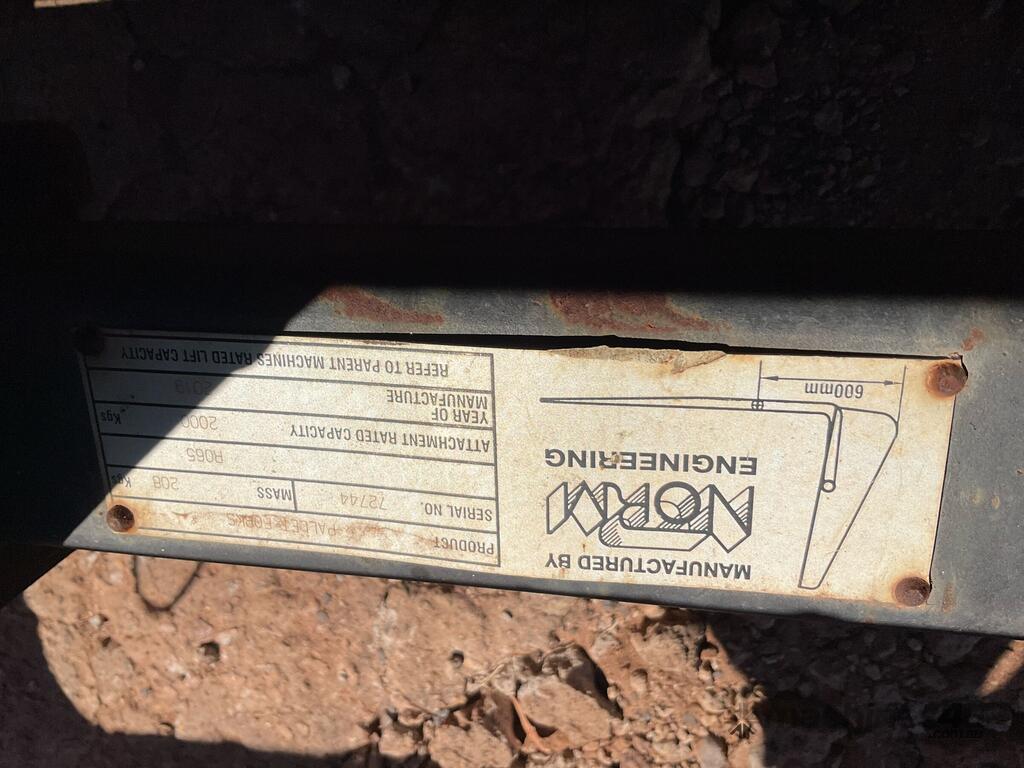 600mm
MANUFACTURED BY
NORM
ENGINEERING
PRODUCT PALLET FORKS
SERIAL NO. 72744 MASS 208 Kgs
R065
ATTACHMENT RATED CAPACITY 2000 Kgs
YEAR OF MANUFACTURE 2019
REFER TO PARENT MACHINES RATED LIFT CAPACITY